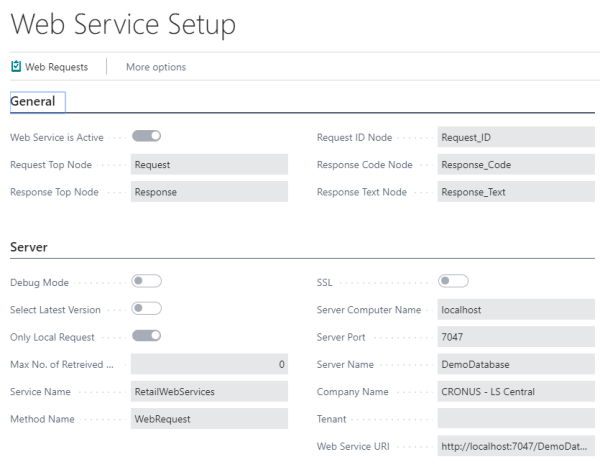 Web Service Setup
Web Requests More options
General
Web Service is Active Request ID Node Request_ID
Request Top Node Request Response Code Node Response_Code
Response Top Node Response Response Text Node Response_Text
Server
Debug Mode SSL
Select Latest Version Server Computer Name localhost
Only Local Request Server Port 7047
Max No. of Retreived ... 0 Server Name DemoDatabase
Service Name RetailWebServices Company Name CRONUS - LS Central
Method Name WebRequest Tenant
Web Service URI http://localhost:7047/DemoDat...